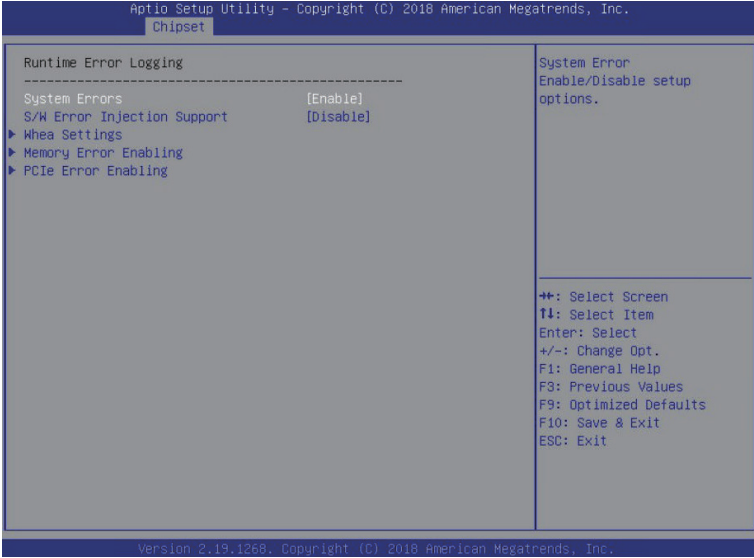 Aptio Setup Utility – Copyright (C) 2018 American Megatrends, Inc.
Chipset
Runtime Error Logging
--------------------------------------------------
System Errors [Enable]
S/W Error Injection Support [Disable]
Whea Settings
Memory Error Enabling
PCIe Error Enabling
System Error
Enable/Disable setup
options.
→←: Select Screen
↑↓: Select Item
Enter: Select
+/-: Change Opt.
F1: General Help
F3: Previous Values
F9: Optimized Defaults
F10: Save & Exit
ESC: Exit
Version 2.19.1268. Copyright (C) 2018 American Megatrends, Inc.